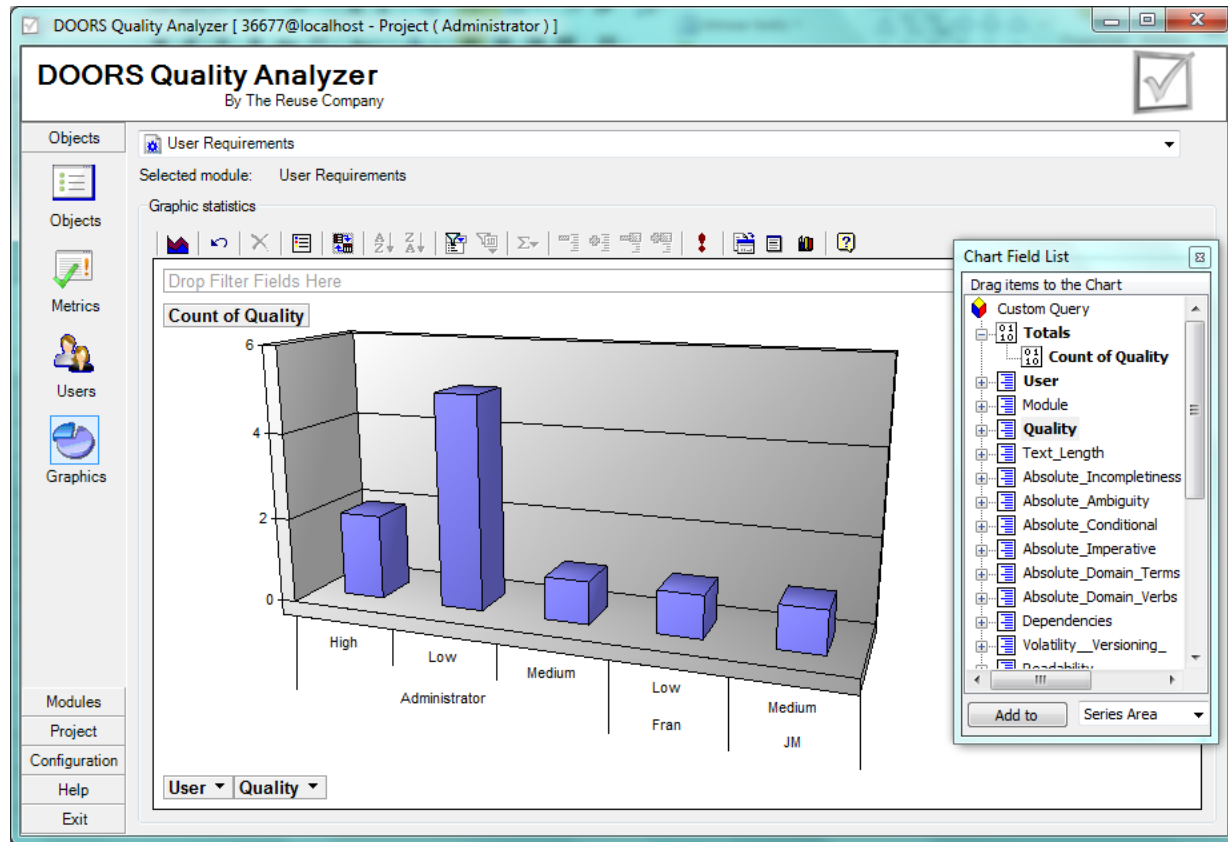 DOORS Quality Analyzer [ 36677@localhost - Project ( Administrator ) ]
DOORS Quality Analyzer
By The Reuse Company
Objects
Objects
Metrics
Users
Graphics
Modules
Project
Configuration
Help
Exit
User Requirements
Selected module: User Requirements
Graphic statistics
Drop Filter Fields Here
Count of Quality
6
4
2
0
High
Low
Medium
Low
Medium
Administrator
Fran
JM
User
Quality
Chart Field List
Drag items to the Chart
Custom Query
Totals
Count of Quality
User
Module
Quality
Text_Length
Absolute_Incompletiness
Absolute_Ambiguity
Absolute_Conditional
Absolute_Imperative
Absolute_Domain_Terms
Absolute_Domain_Verbs
Dependencies
Volatility__Versioning_
Readability
Add to
Series Area